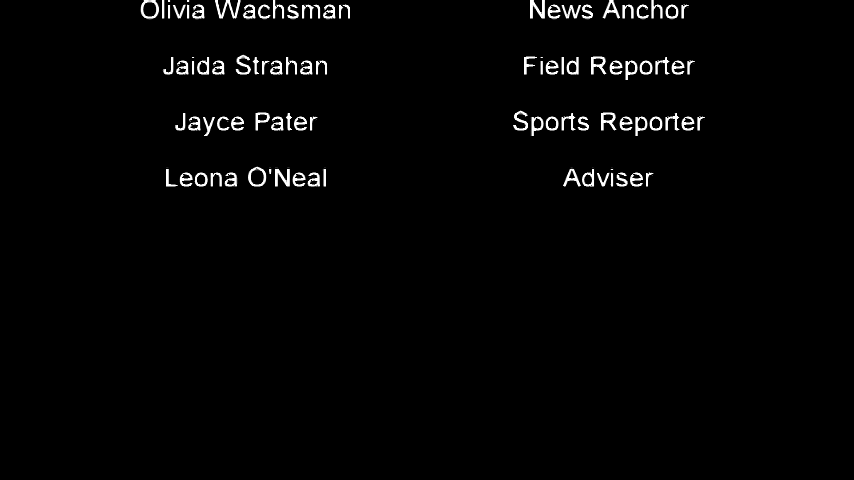 Olivia Wachsman News Anchor
Jaida Strahan Field Reporter
Jayce Pater Sports Reporter
Leona O'Neal Adviser